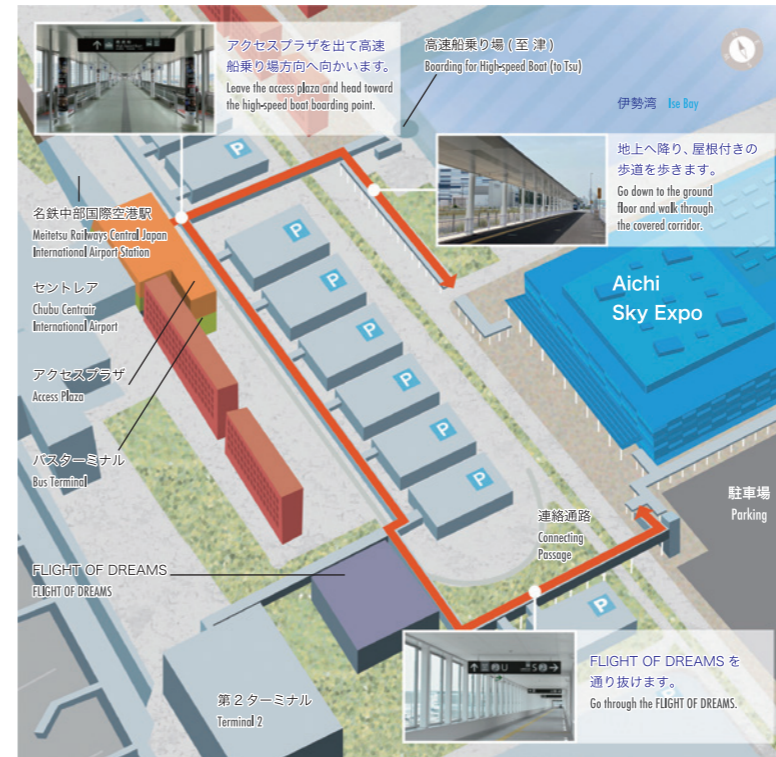 アクセスプラザを出て高速
船乗り場方向へ向かいます。
Leave the access plaza and head toward
the high-speed boat boarding point.
高速船乗り場 ( 至 津 )
Boarding for High-speed Boat (to Tsu)
伊勢湾 Ise Bay
地上へ降り、屋根付きの
歩道を歩きます。
Go down to the ground
floor and walk through
the covered corridor.
P
P
名鉄中部国際空港駅
Meitetsu Railways Central Japan
International Airport Station
セントレア
Chubu Centrair
International Airport
アクセスプラザ
Access Plaza
バスターミナル
Bus Terminal
P
P
P
P
P
P
Aichi
Sky Expo
駐車場
Parking
連絡通路
Connecting
Passage
FLIGHT OF DREAMS
FLIGHT OF DREAMS
P
第 2 ターミナル
Terminal 2
FLIGHT OF DREAMS を
通り抜けます。
Go through the FLIGHT OF DREAMS.